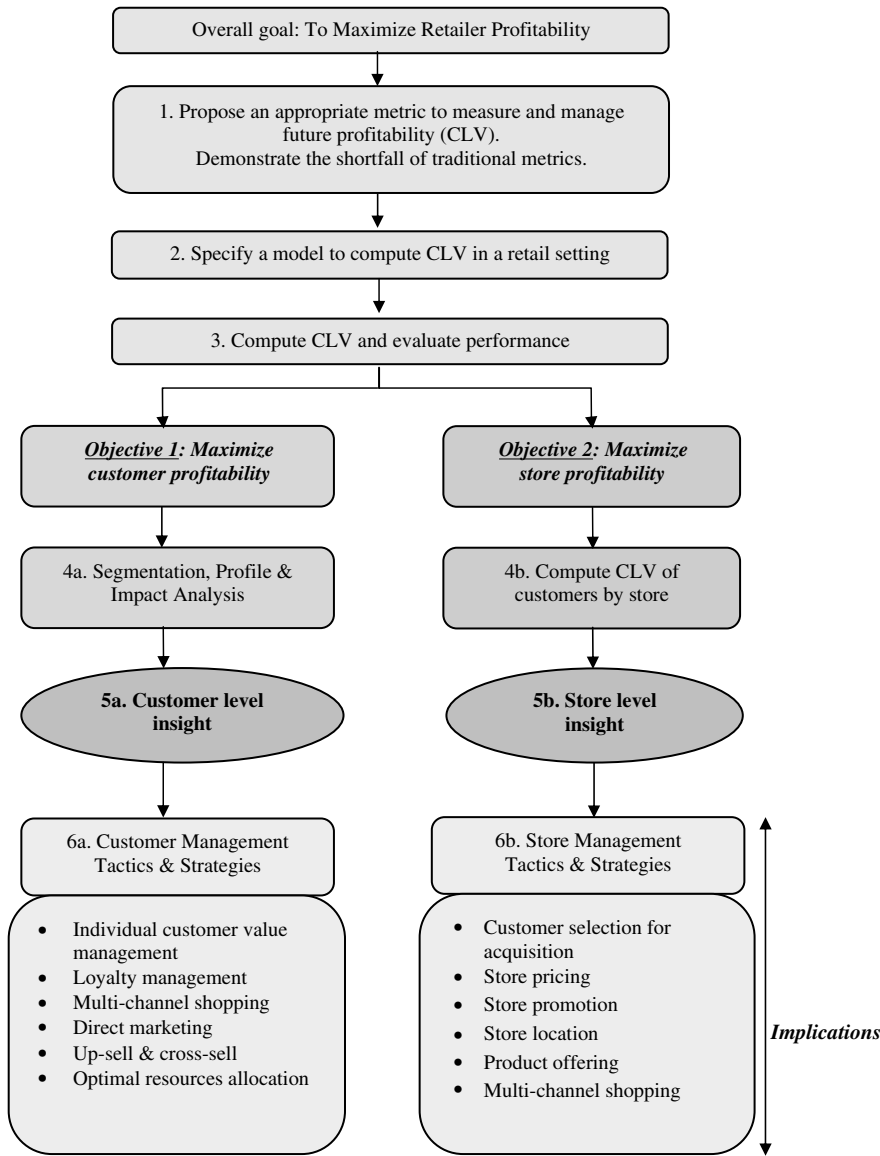 Overall goal: To Maximize Retailer Profitability
1. Propose an appropriate metric to measure and manage
future profitability (CLV).
Demonstrate the shortfall of traditional metrics.
2. Specify a model to compute CLV in a retail setting
3. Compute CLV and evaluate performance
Objective 1: Maximize
customer profitability
4a. Segmentation, Profile &
Impact Analysis
5a. Customer level
insight
6a. Customer Management
Tactics & Strategies
• Individual customer value
management
• Loyalty management
• Multi-channel shopping
• Direct marketing
• Up-sell & cross-sell
• Optimal resources allocation
Objective 2: Maximize
store profitability
4b. Compute CLV of
customers by store
5b. Store level
insight
6b. Store Management
Tactics & Strategies
• Customer selection for
acquisition
• Store pricing
• Store promotion
• Store location
• Product offering
• Multi-channel shopping
Implications